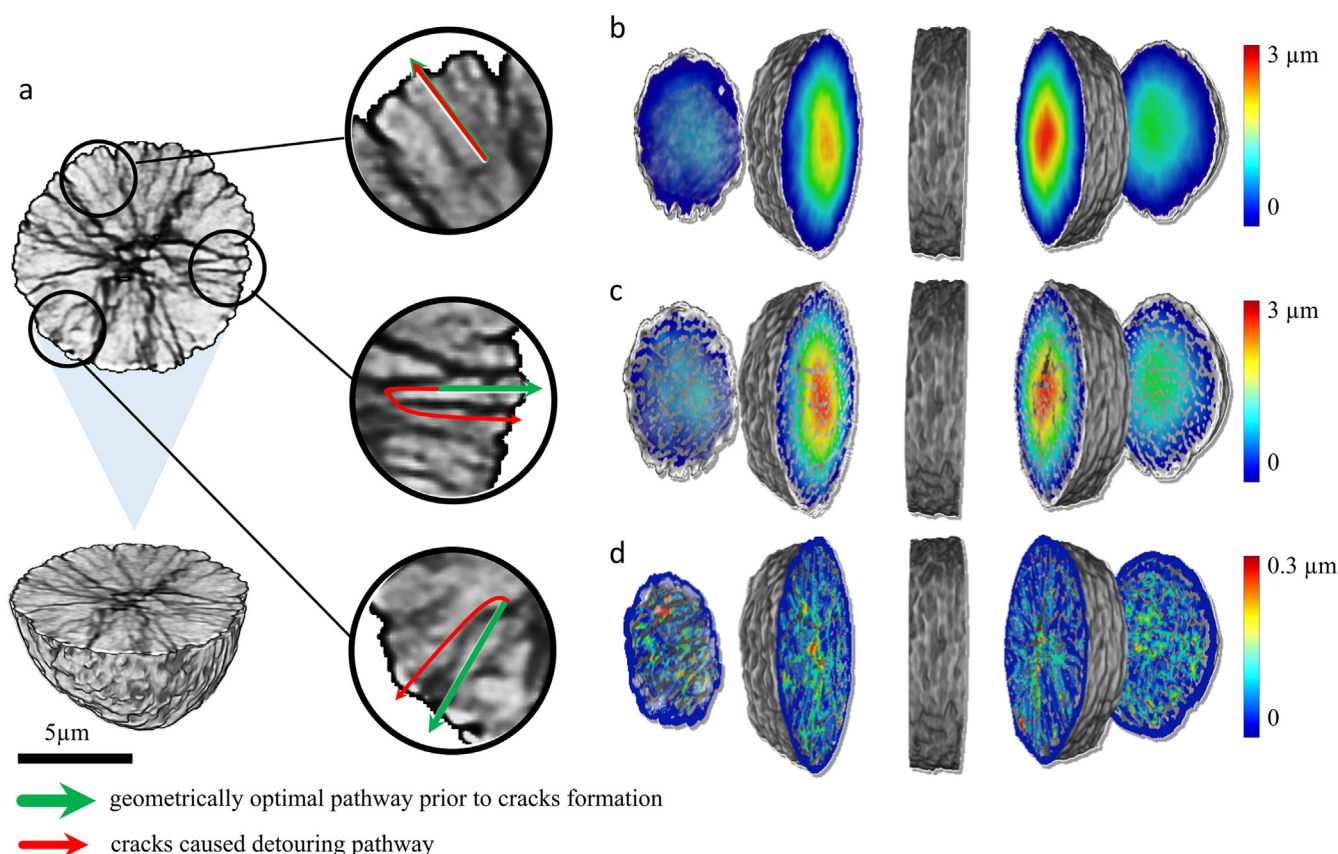 a
5µm
geometrically optimal pathway prior to cracks formation
cracks caused detouring pathway
b
3 µm
0
c
3 µm
0
d
0.3 µm
0